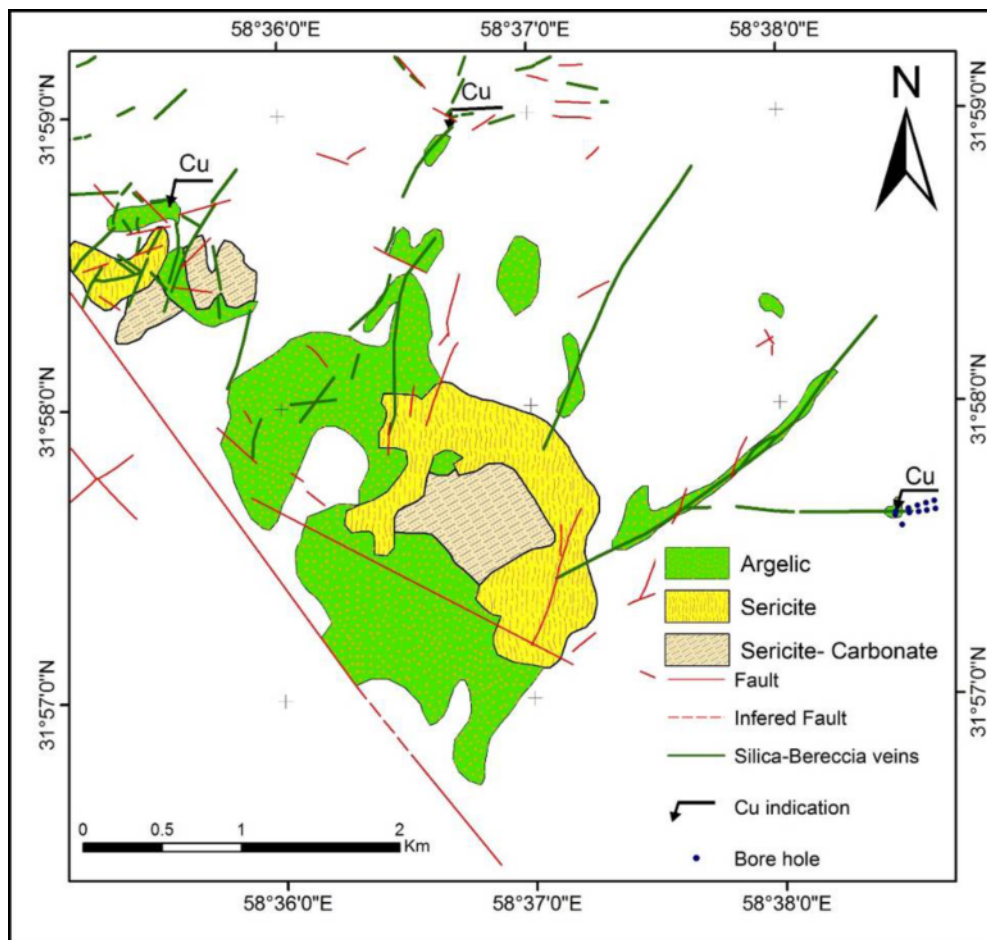 58°36'0"E
58°37'0"E
58°38'0"E
31°59'0"N
31°59'0"N
N
Cu
Cu
31°58'0"N
31°58'0"N
Cu
Argelic
Sericite
Sericite- Carbonate
Fault
Infered Fault
Silica-Bereccia veins
Cu indication
Bore hole
31°57'0"N
31°57'0"N
0 0.5 1 2
Km
58°36'0"E
58°37'0"E
58°38'0"E